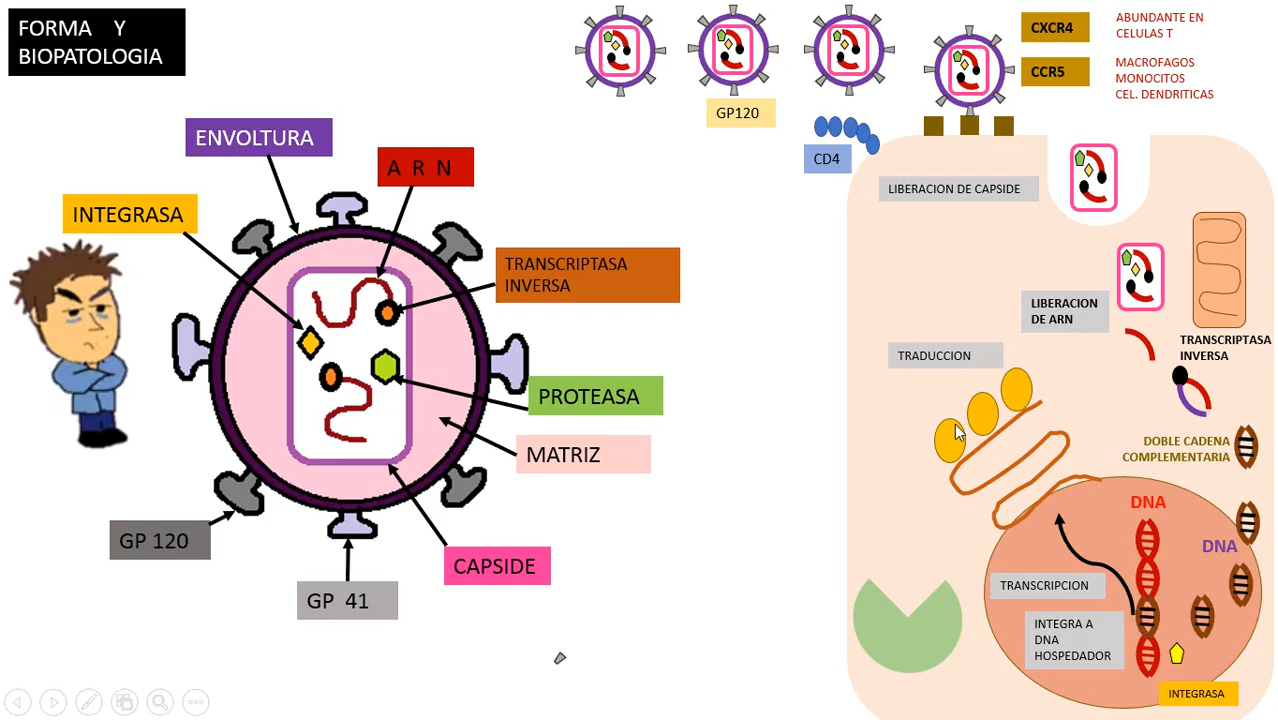 FORMA Y
BIOPATOLOGIA
ENVOLTURA
A R N
INTEGRASA
TRANSCRIPTASA
INVERSA
PROTEASA
MATRIZ
GP 120
CAPSIDE
GP 41
GP120
CD4
CXCR4
ABUNDANTE EN
CELULAS T
CCR5
MACROFAGOS
MONOCITOS
CEL. DENDRITICAS
LIBERACION DE CAPSIDE
LIBERACION
DE ARN
TRANSCRIPTASA
INVERSA
TRADUCCION
DOBLE CADENA
COMPLEMENTARIA
DNA
DNA
TRANSCRIPCION
INTEGRA A
DNA
HOSPEDADOR
INTEGRASA